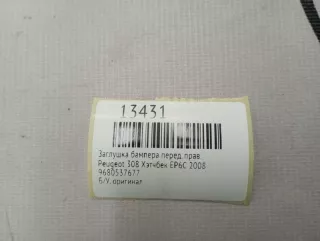 13431
Заглушка бампера перед. прав
Peugeot 308 Хэтчбек EP6C 2008
9680537677
Б/У, оригинал